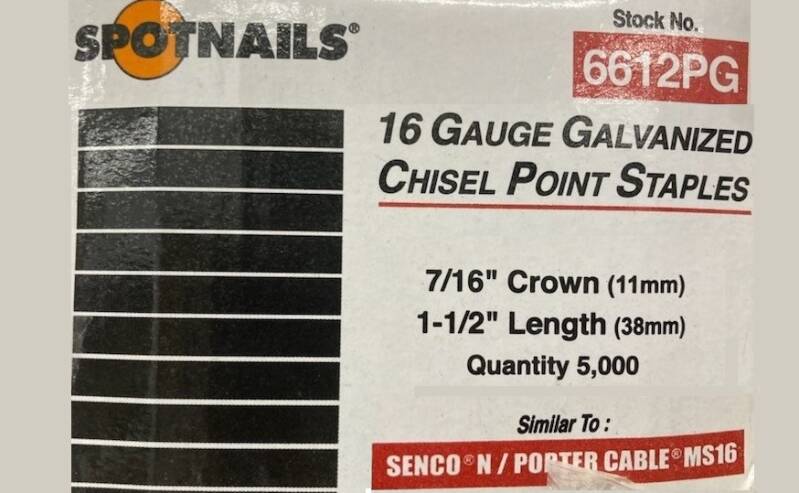 SPOTNAILS®
Stock No.
6612PG
16 GAUGE GALVANIZED
CHISEL POINT STAPLES
7/16" Crown (11mm)
1-1/2" Length (38mm)
Quantity 5,000
Similar To :
SENCO® N / PORTER CABLE® MS16